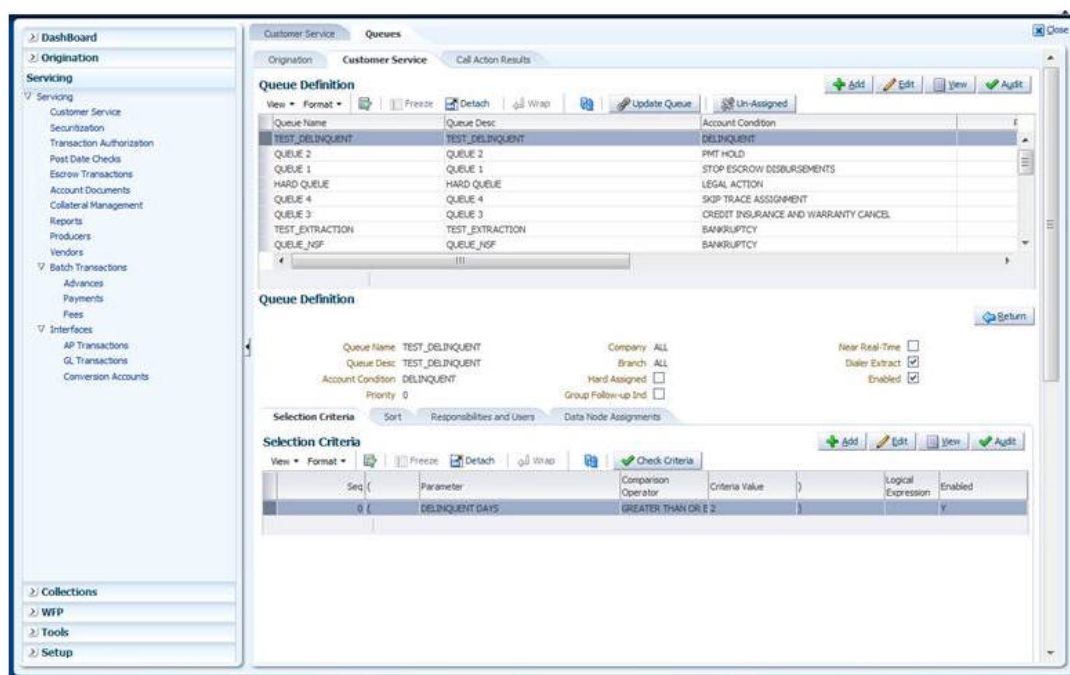 DashBoard
Origination
Servicing
Servicing
Customer Service
Securitization
Transaction Authorization
Post Date Checks
Escrow Transactions
Account Documents
Collateral Management
Reports
Producers
Vendors
Batch Transactions
Advances
Payments
Fees
Interfaces
AP Transactions
GL Transactions
Conversion Accounts
Collections
WFP
Tools
Setup
Customer Service Queues
Close
Origination Customer Service Call Action Results
Queue Definition
Add Edit View Audit
View Format Freeze Detach Wrap Update Queue Un-Assigned
Queue Name Queue Desc Account Condition
TEST_DELINQUENT TEST_DELINQUENT DELINQUENT
QUEUE 2 QUEUE 2 PMT HOLD
QUEUE 1 QUEUE 1 STOP ESCROW DISBURSEMENTS
HARD QUEUE HARD QUEUE LEGAL ACTION
QUEUE 4 QUEUE 4 SKIP TRACE ASSIGNMENT
QUEUE 3 QUEUE 3 CREDIT INSURANCE AND WARRANTY CANCEL
TEST_EXTRACTION TEST_EXTRACTION BANKRUPTCY
QUEUE_NSF QUEUE_NSF BANKRUPTCY
Queue Definition
Return
Queue Name TEST_DELINQUENT Company ALL Near Real-Time
Queue Desc TEST_DELINQUENT Branch ALL Dialer Extract
Account Condition DELINQUENT Hard Assigned Enabled
Priority 0 Group Follow-up Ind
Selection Criteria Sort Responsibilities and Users Data Node Assignments
Selection Criteria
Add Edit View Audit
View Format Freeze Detach Wrap Check Criteria
Seq ( Parameter Comparison Operator Criteria Value ) Logical Expression Enabled
0 ( DELINQUENT DAYS GREATER THAN OR E 2 ) Y